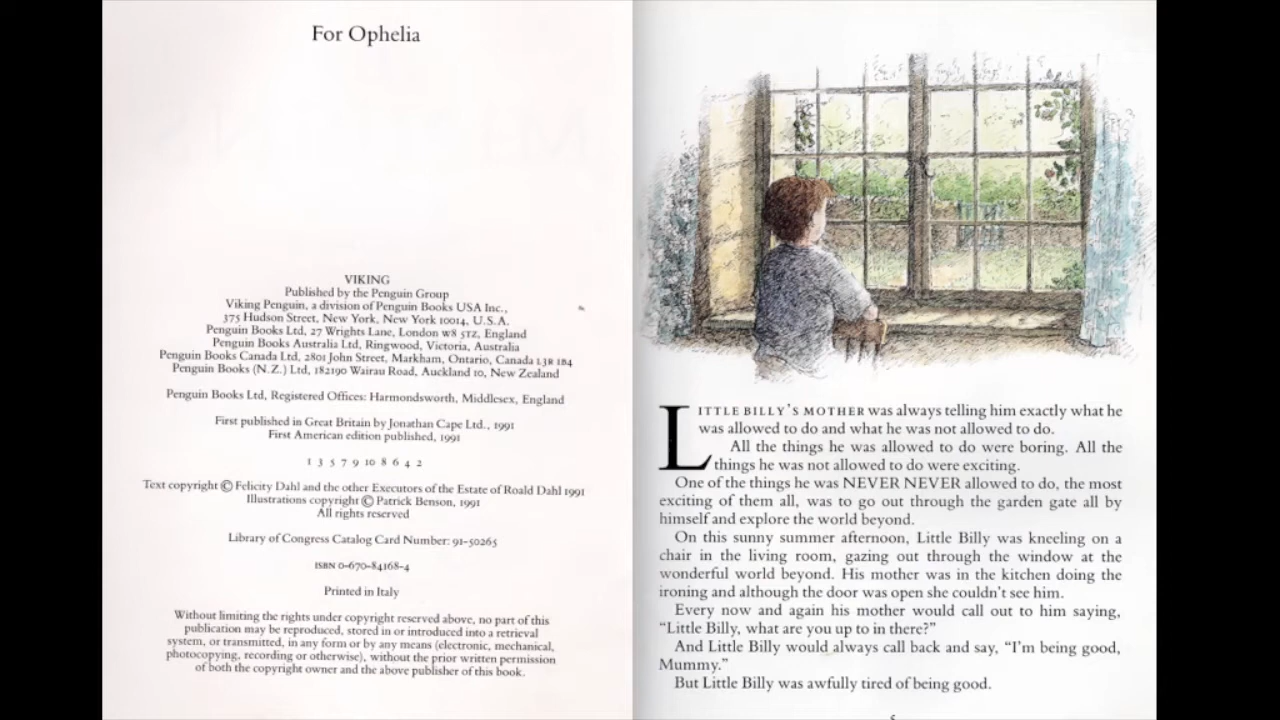 For Ophelia
VIKING
Published by the Penguin Group
Viking Penguin, a division of Penguin Books USA Inc.,
375 Hudson Street, New York, New York 10014, U.S.A.
Penguin Books Ltd, 27 Wrights Lane, London W8 5TZ, England
Penguin Books Australia Ltd, Ringwood, Victoria, Australia
Penguin Books Canada Ltd, 2801 John Street, Markham, Ontario, Canada L3R 1B4
Penguin Books (N.Z.) Ltd, 182190 Wairau Road, Auckland 10, New Zealand
Penguin Books Ltd, Registered Offices: Harmondsworth, Middlesex, England
First published in Great Britain by Jonathan Cape Ltd., 1991
First American edition published, 1991
1 3 5 7 9 10 8 6 4 2
Text copyright © Felicity Dahl and the other Executors of the Estate of Roald Dahl 1991
Illustrations copyright © Patrick Benson, 1991
All rights reserved
Library of Congress Catalog Card Number: 91-50265
ISBN 0-670-84168-4
Printed in Italy
Without limiting the rights under copyright reserved above, no part of this
publication may be reproduced, stored in or introduced into a retrieval
system, or transmitted, in any form or by any means (electronic, mechanical,
photocopying, recording or otherwise), without the prior written permission
of both the copyright owner and the above publisher of this book.
LITTLE BILLY'S MOTHER was always telling him exactly what he
was allowed to do and what he was not allowed to do.
All the things he was allowed to do were boring. All the
things he was not allowed to do were exciting.
One of the things he was NEVER NEVER allowed to do, the most
exciting of them all, was to go out through the garden gate all by
himself and explore the world beyond.
On this sunny summer afternoon, Little Billy was kneeling on a
chair in the living room, gazing out through the window at the
wonderful world beyond. His mother was in the kitchen doing the
ironing and although the door was open she couldn't see him.
Every now and again his mother would call out to him saying,
“Little Billy, what are you up to in there?”
And Little Billy would always call back and say, “I'm being good,
Mummy.”
But Little Billy was awfully tired of being good.